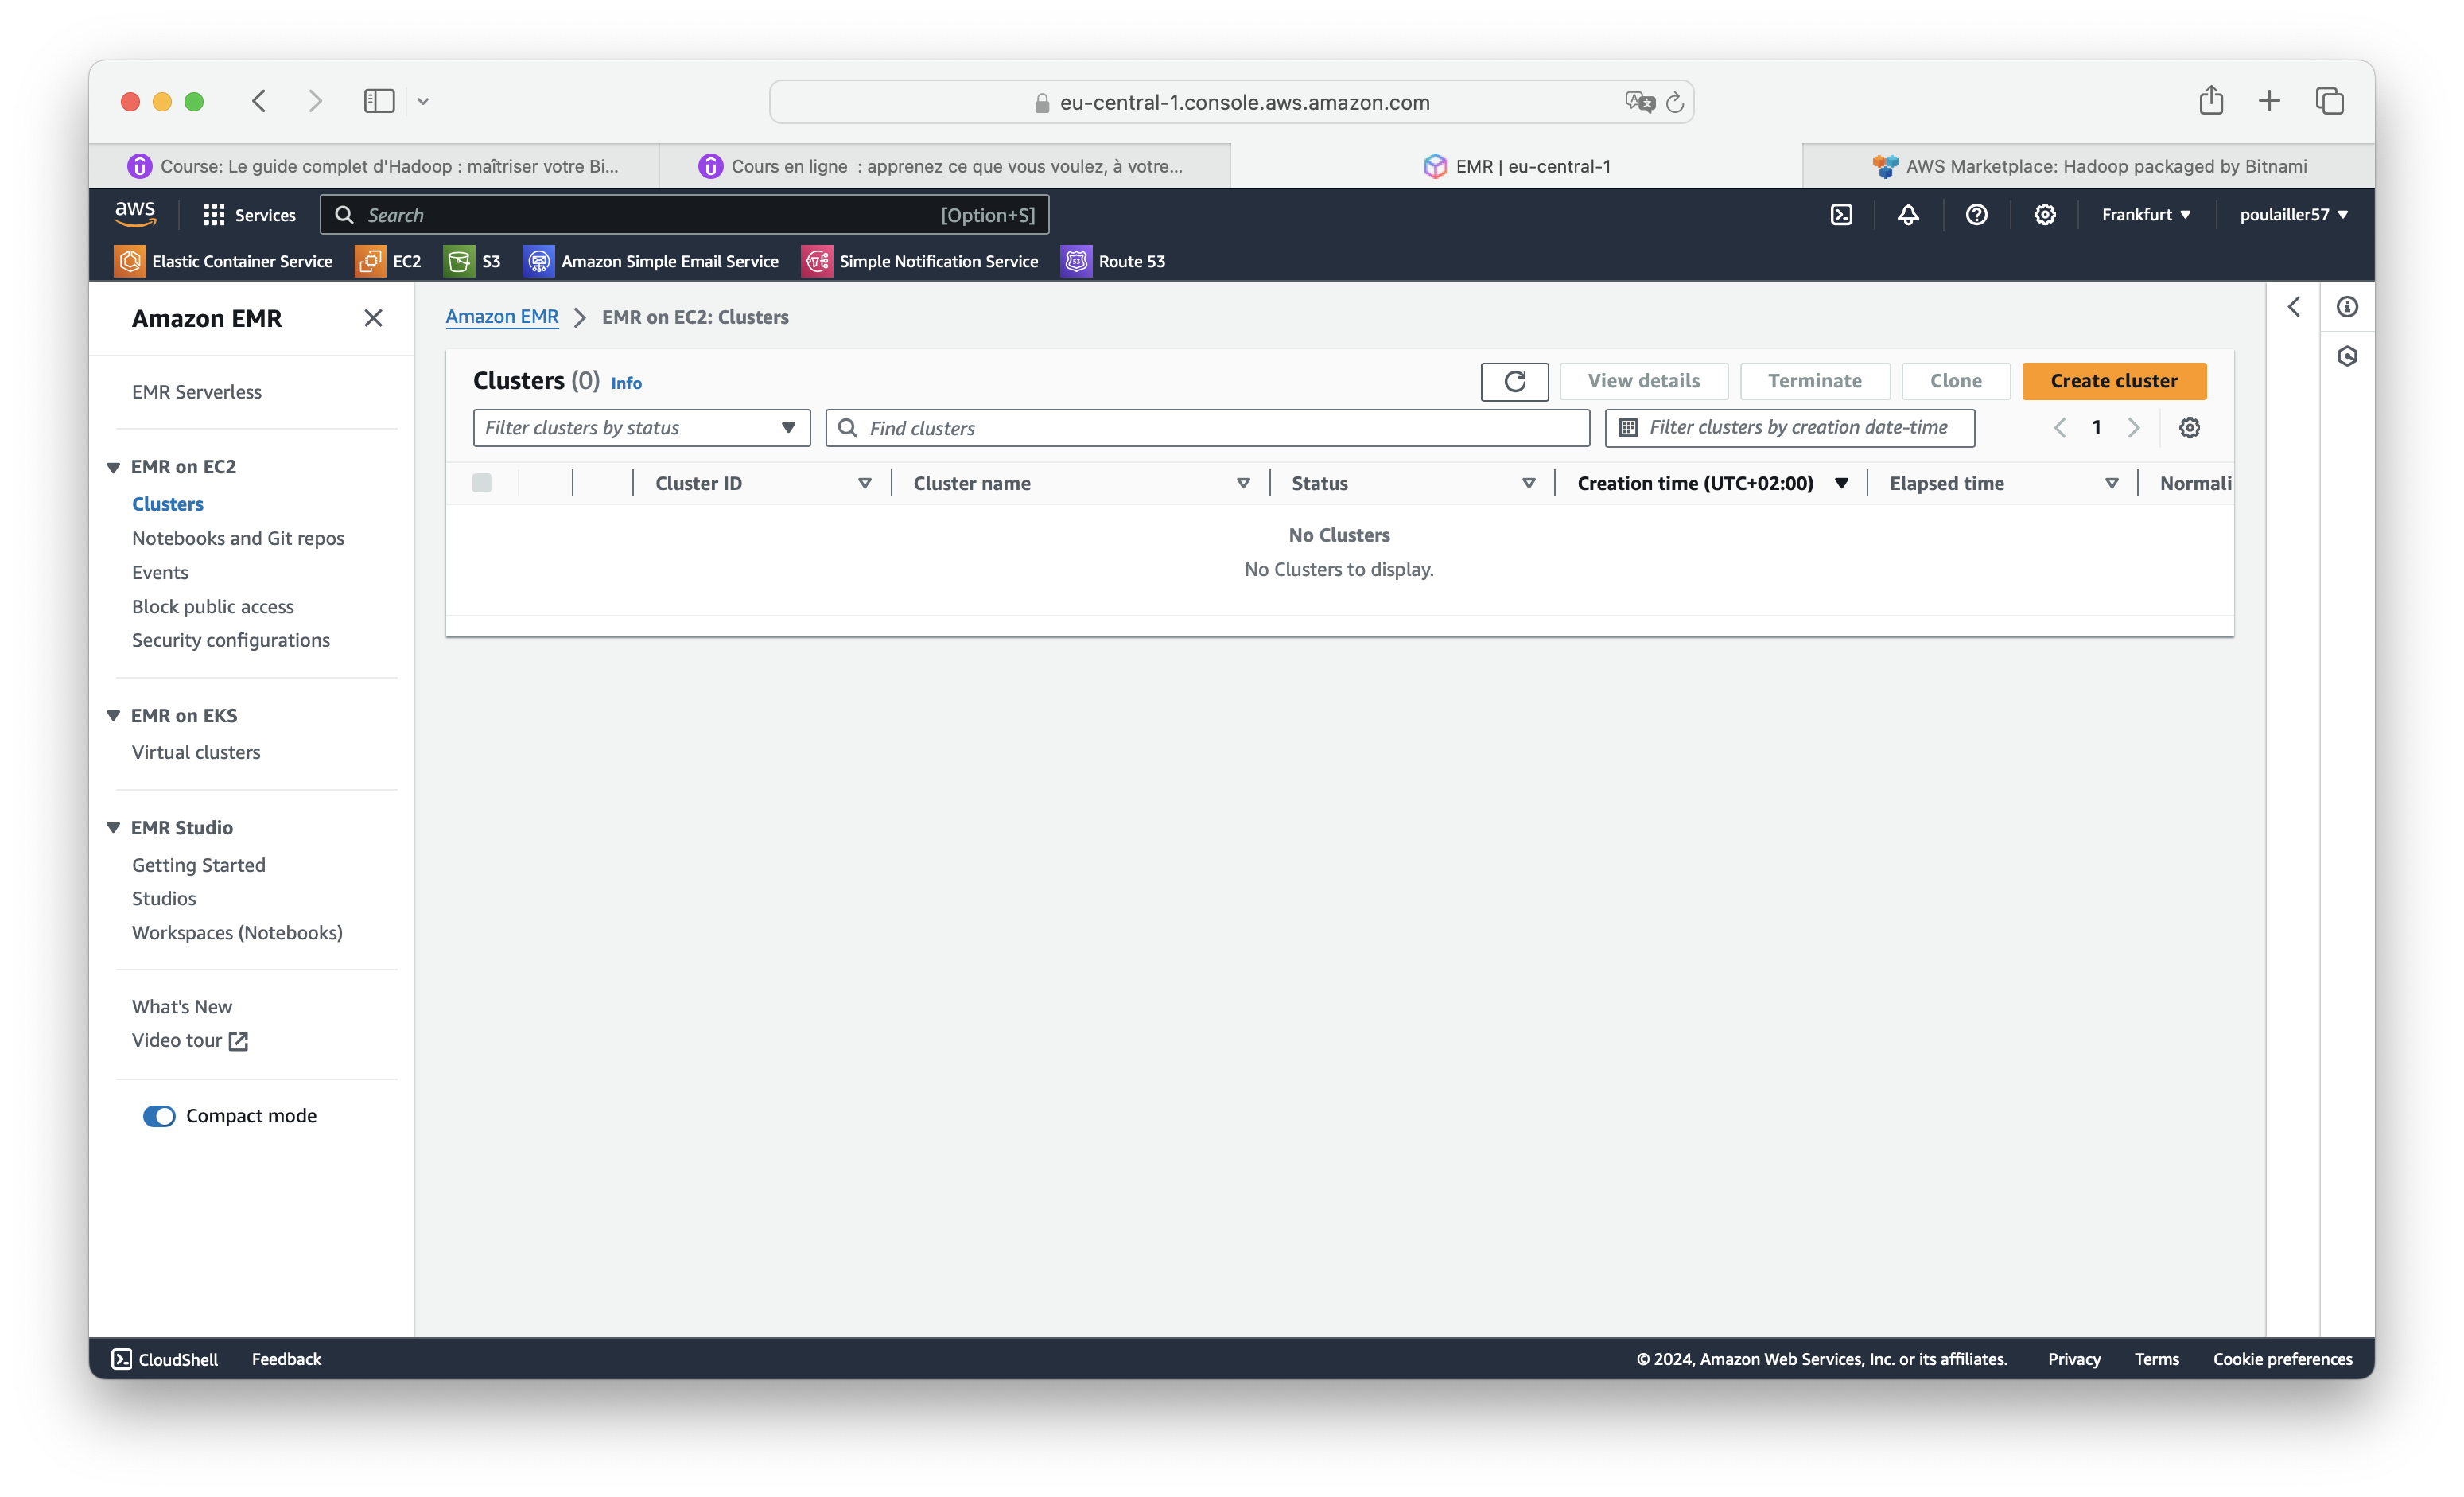 eu-central-1.console.aws.amazon.com
Course: Le guide complet d'Hadoop : maîtriser votre Bi...
Cours en ligne : apprenez ce que vous voulez, à votre...
EMR | eu-central-1
AWS Marketplace: Hadoop packaged by Bitnami
aws
Services
Search
[Option+S]
Frankfurt
poulailler57
Elastic Container Service
EC2
S3
Amazon Simple Email Service
Simple Notification Service
Route 53
Amazon EMR
EMR Serverless
EMR on EC2
Clusters
Notebooks and Git repos
Events
Block public access
Security configurations
EMR on EKS
Virtual clusters
EMR Studio
Getting Started
Studios
Workspaces (Notebooks)
What's New
Video tour
Compact mode
Amazon EMR
EMR on EC2: Clusters
Clusters (0) Info
View details
Terminate
Clone
Create cluster
Filter clusters by status
Find clusters
Filter clusters by creation date-time
1
Cluster ID
Cluster name
Status
Creation time (UTC+02:00)
Elapsed time
Normali
No Clusters
No Clusters to display.
CloudShell
Feedback
© 2024, Amazon Web Services, Inc. or its affiliates.
Privacy
Terms
Cookie preferences